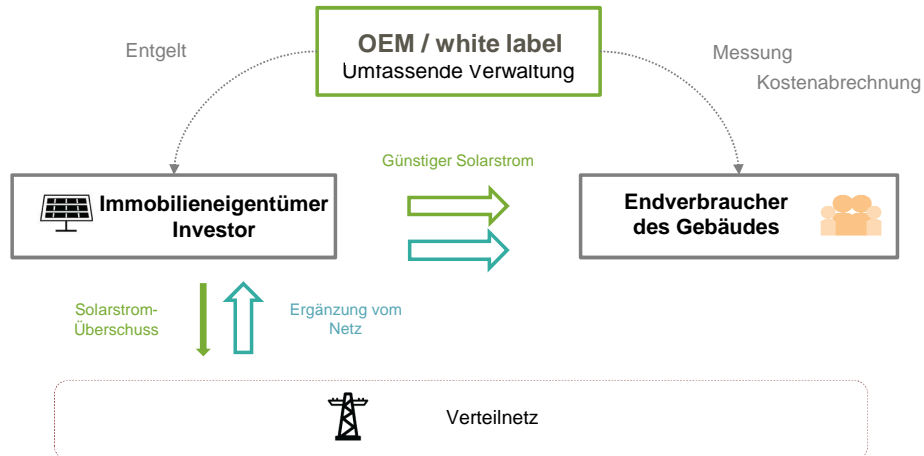 OEM / white label
Umfassende Verwaltung
Entgelt
Messung
Kostenabrechnung
Günstiger Solarstrom
Immobilieneigentümer
Investor
Endverbraucher
des Gebäudes
Solarstrom-
Überschuss
Ergänzung vom
Netz
Verteilnetz